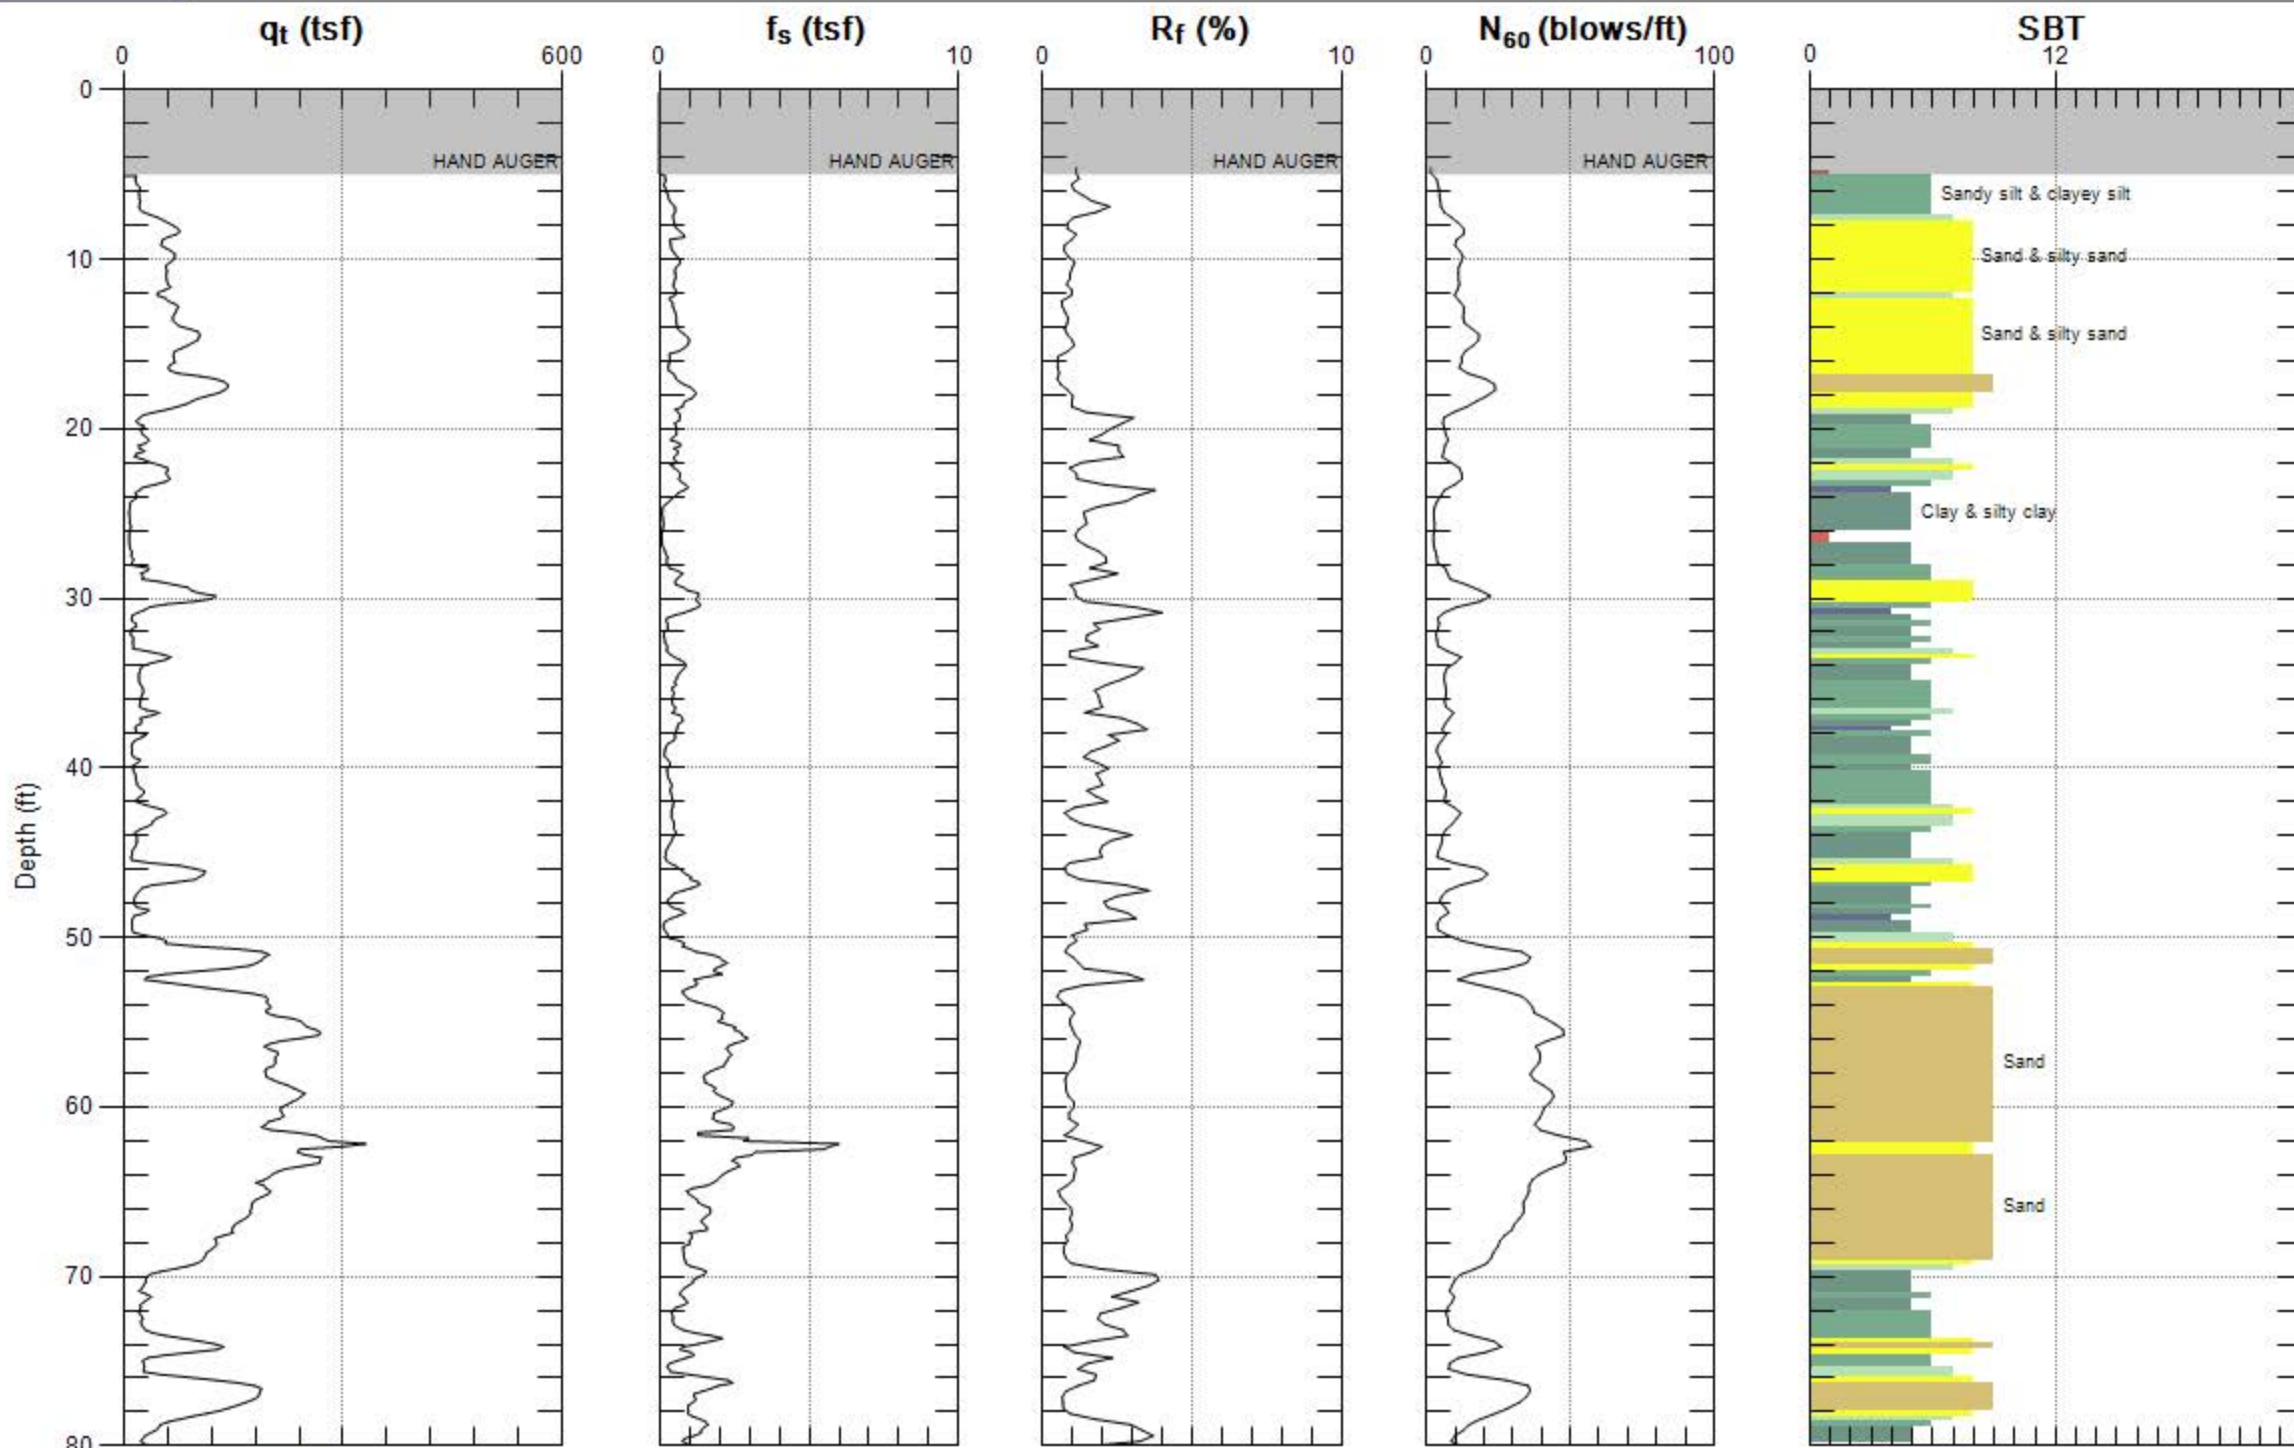 qt (tsf) fs (tsf) Rf (%) N60 (blows/ft) SBT
0 600 0 10 0 10 0 100 0 12
0
HAND AUGER HAND AUGER HAND AUGER HAND AUGER
Sandy silt & clayey silt
10
Sand & silty sand
Sand & silty sand
20
Clay & silty clay
30
40
Depth (ft)
50
Sand
60
Sand
70
80